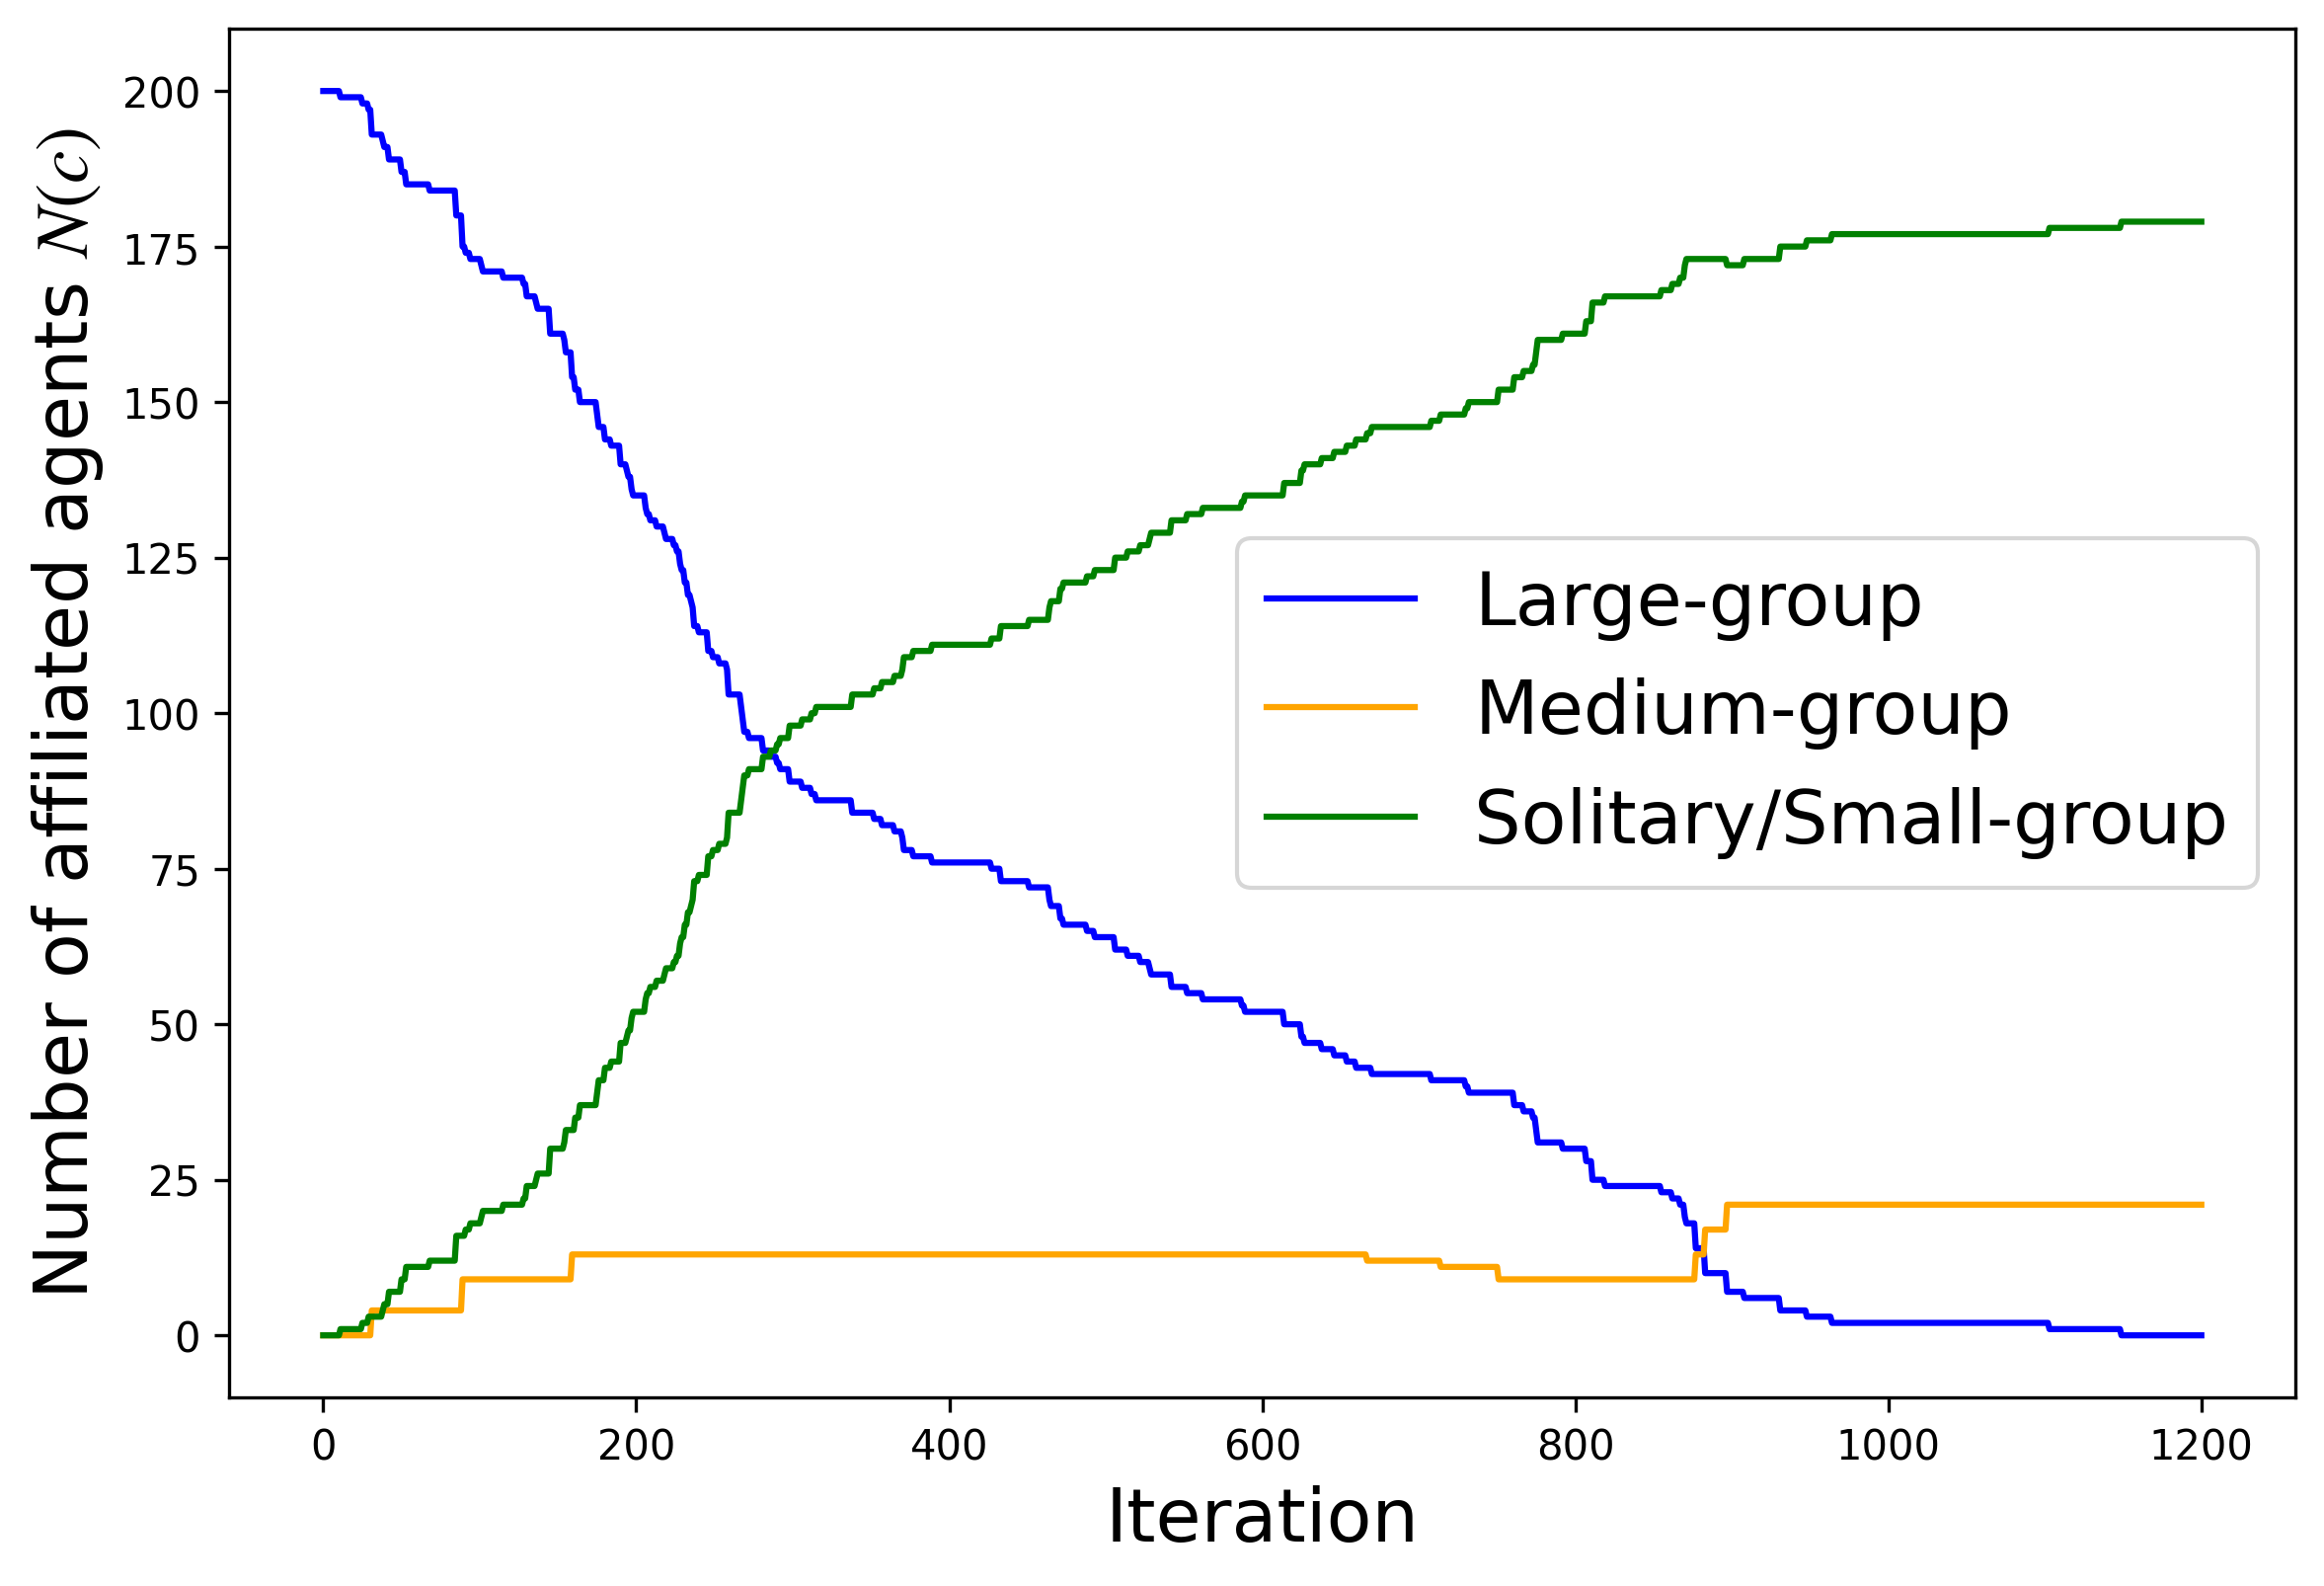 Number of affiliated agents N(c)
200
175
150
125
100
75
50
25
0
Large-group
Medium-group
Solitary/Small-group
0 200 400 600 800 1000 1200
Iteration